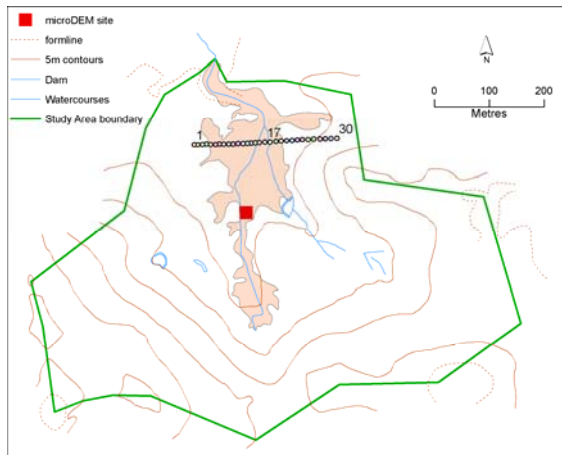 microDEM site
formline
5m contours
Dam
Watercourses
Study Area boundary
N
0 100 200
Metres
1 17 30